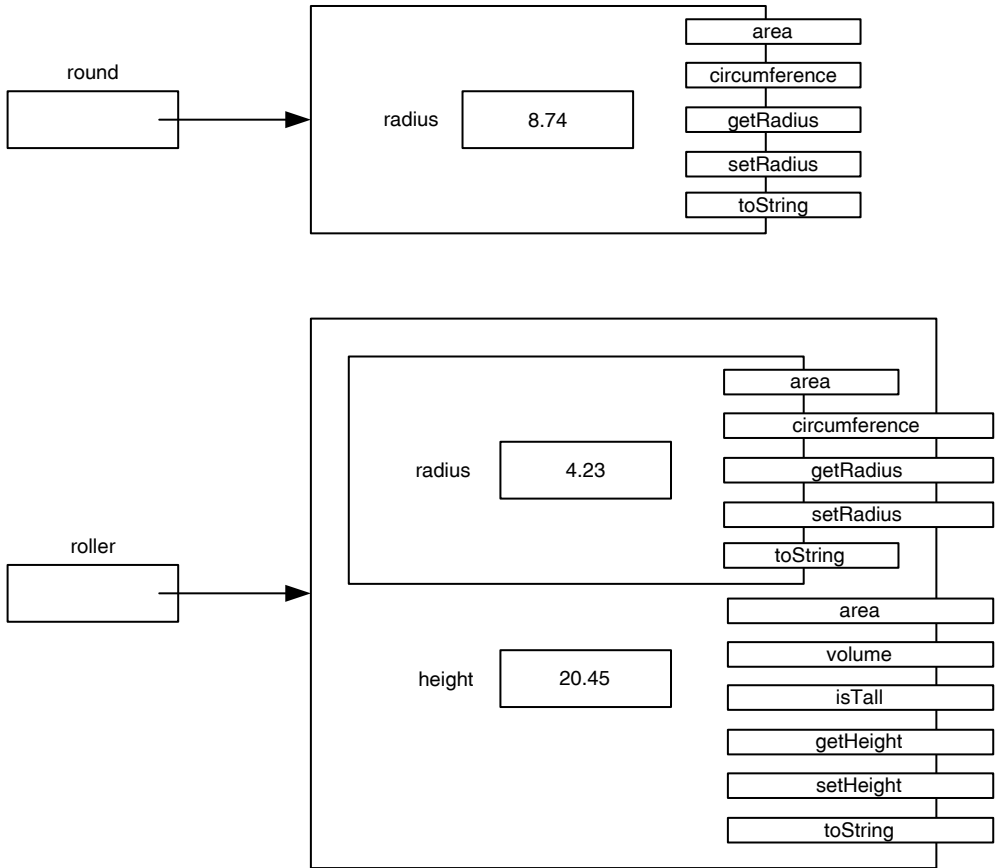 round
radius
8.74
area
circumference
getRadius
setRadius
toString
roller
radius
4.23
area
circumference
getRadius
setRadius
toString
height
20.45
area
volume
isTall
getHeight
setHeight
toString